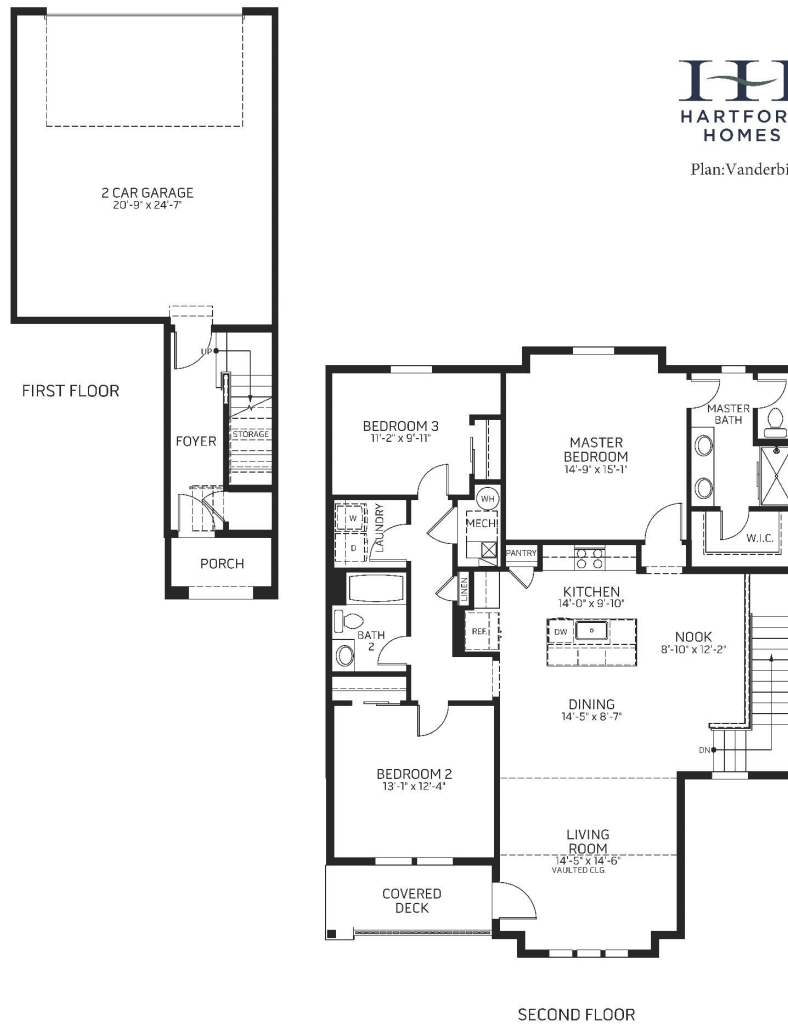 HARTFOR
HOMES
Plan:Vanderbi
2 CAR GARAGE
20'-9" x 24'-7"
UP
FIRST FLOOR
FOYER
STORAGE
PORCH
BEDROOM 3
11'-2" x 9'-11"
MASTER
BEDROOM
14'-9" x 15'-1"
MASTER
BATH
W.I.C.
W
D
LAUNDRY
WH
MECH
PANTRY
LINEN
KITCHEN
14'-0" x 9'-10"
REF.
DW
NOOK
8'-10" x 12'-2"
BATH
2
DINING
14'-5" x 8'-7"
DN
BEDROOM 2
13'-1" x 12'-4"
LIVING
ROOM
14'-5" x 14'-6"
VAULTED CLG.
COVERED
DECK
SECOND FLOOR